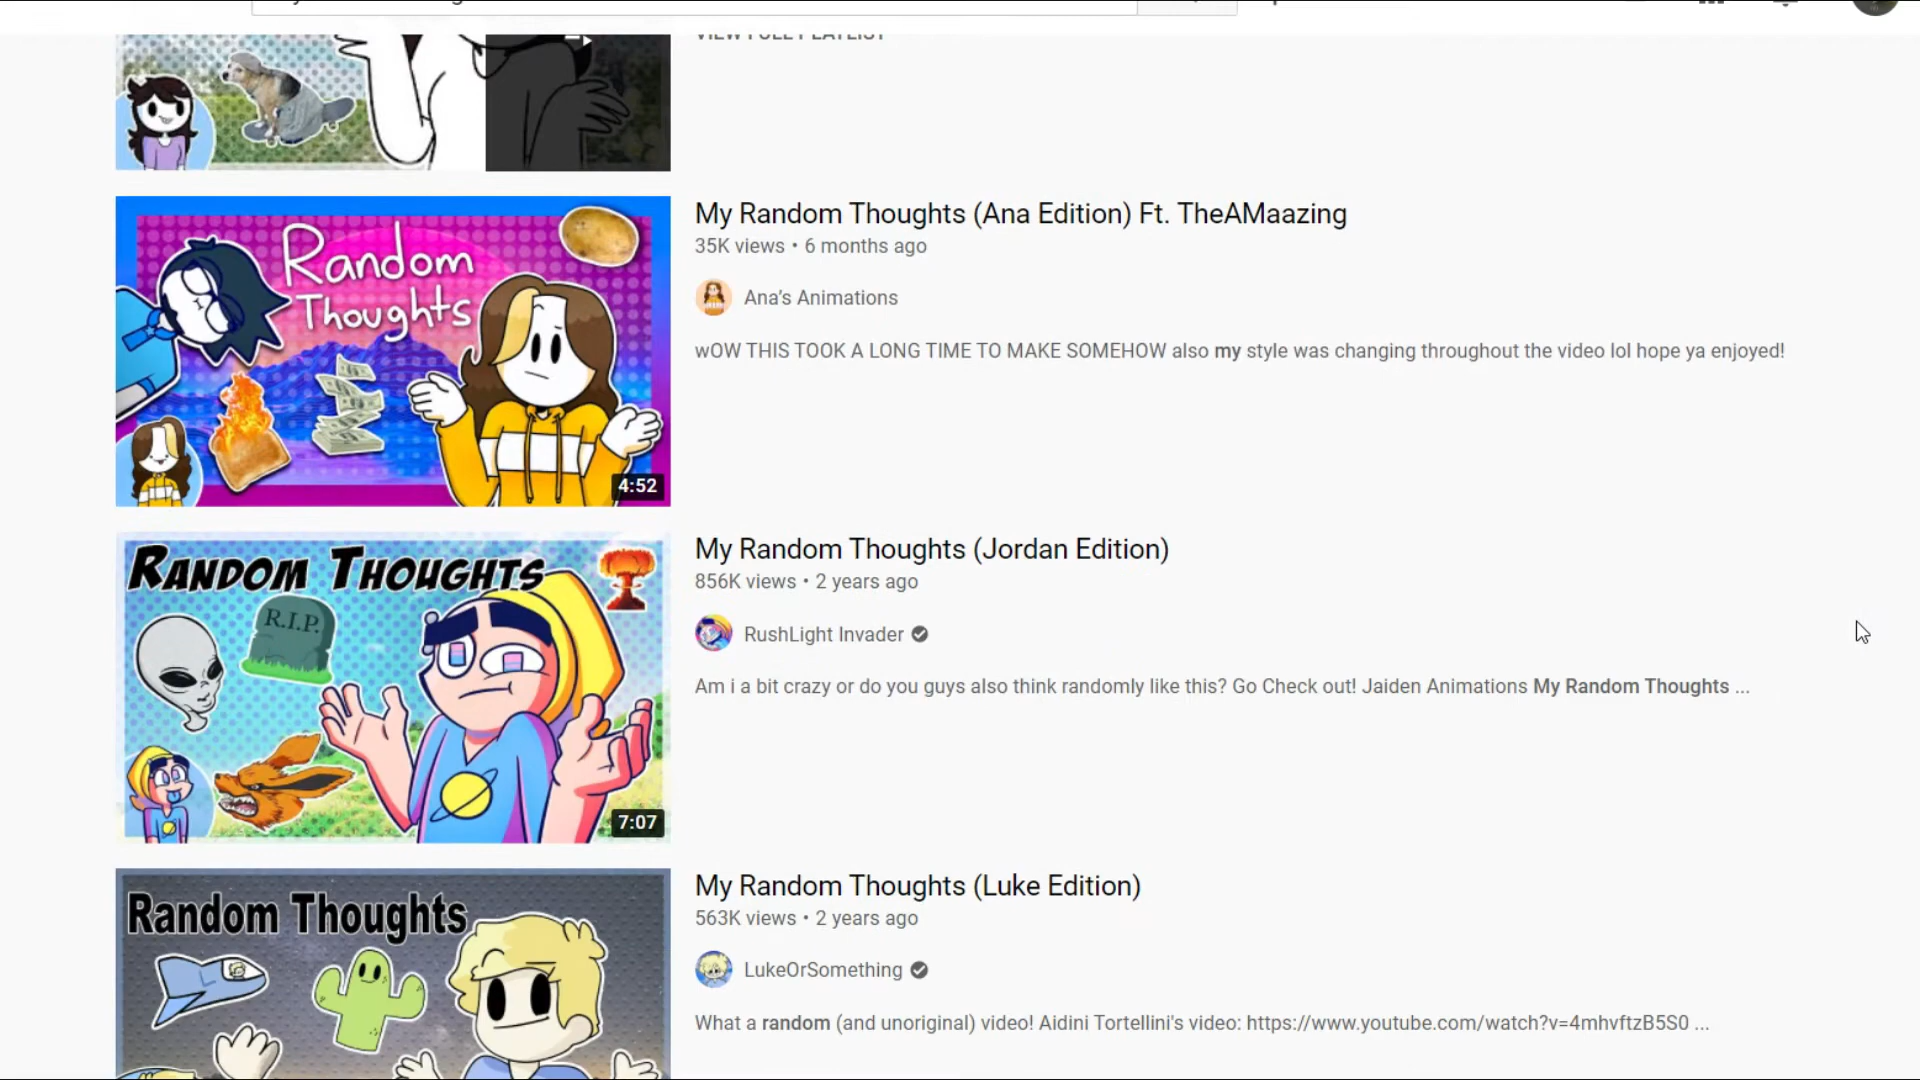 VIEW FULL PLAYLIST
Random
Thoughts
4:52
My Random Thoughts (Ana Edition) Ft. TheAMaazing
35K views • 6 months ago
Ana's Animations
wOW THIS TOOK A LONG TIME TO MAKE SOMEHOW also my style was changing throughout the video lol hope ya enjoyed!
RANDOM THOUGHTS
R.I.P.
7:07
My Random Thoughts (Jordan Edition)
856K views • 2 years ago
RushLight Invader
Am i a bit crazy or do you guys also think randomly like this? Go Check out! Jaiden Animations My Random Thoughts ...
Random Thoughts
My Random Thoughts (Luke Edition)
563K views • 2 years ago
LukeOrSomething
What a random (and unoriginal) video! Aidini Tortellini's video: https://www.youtube.com/watch?v=4mhvftzB5S0 ...